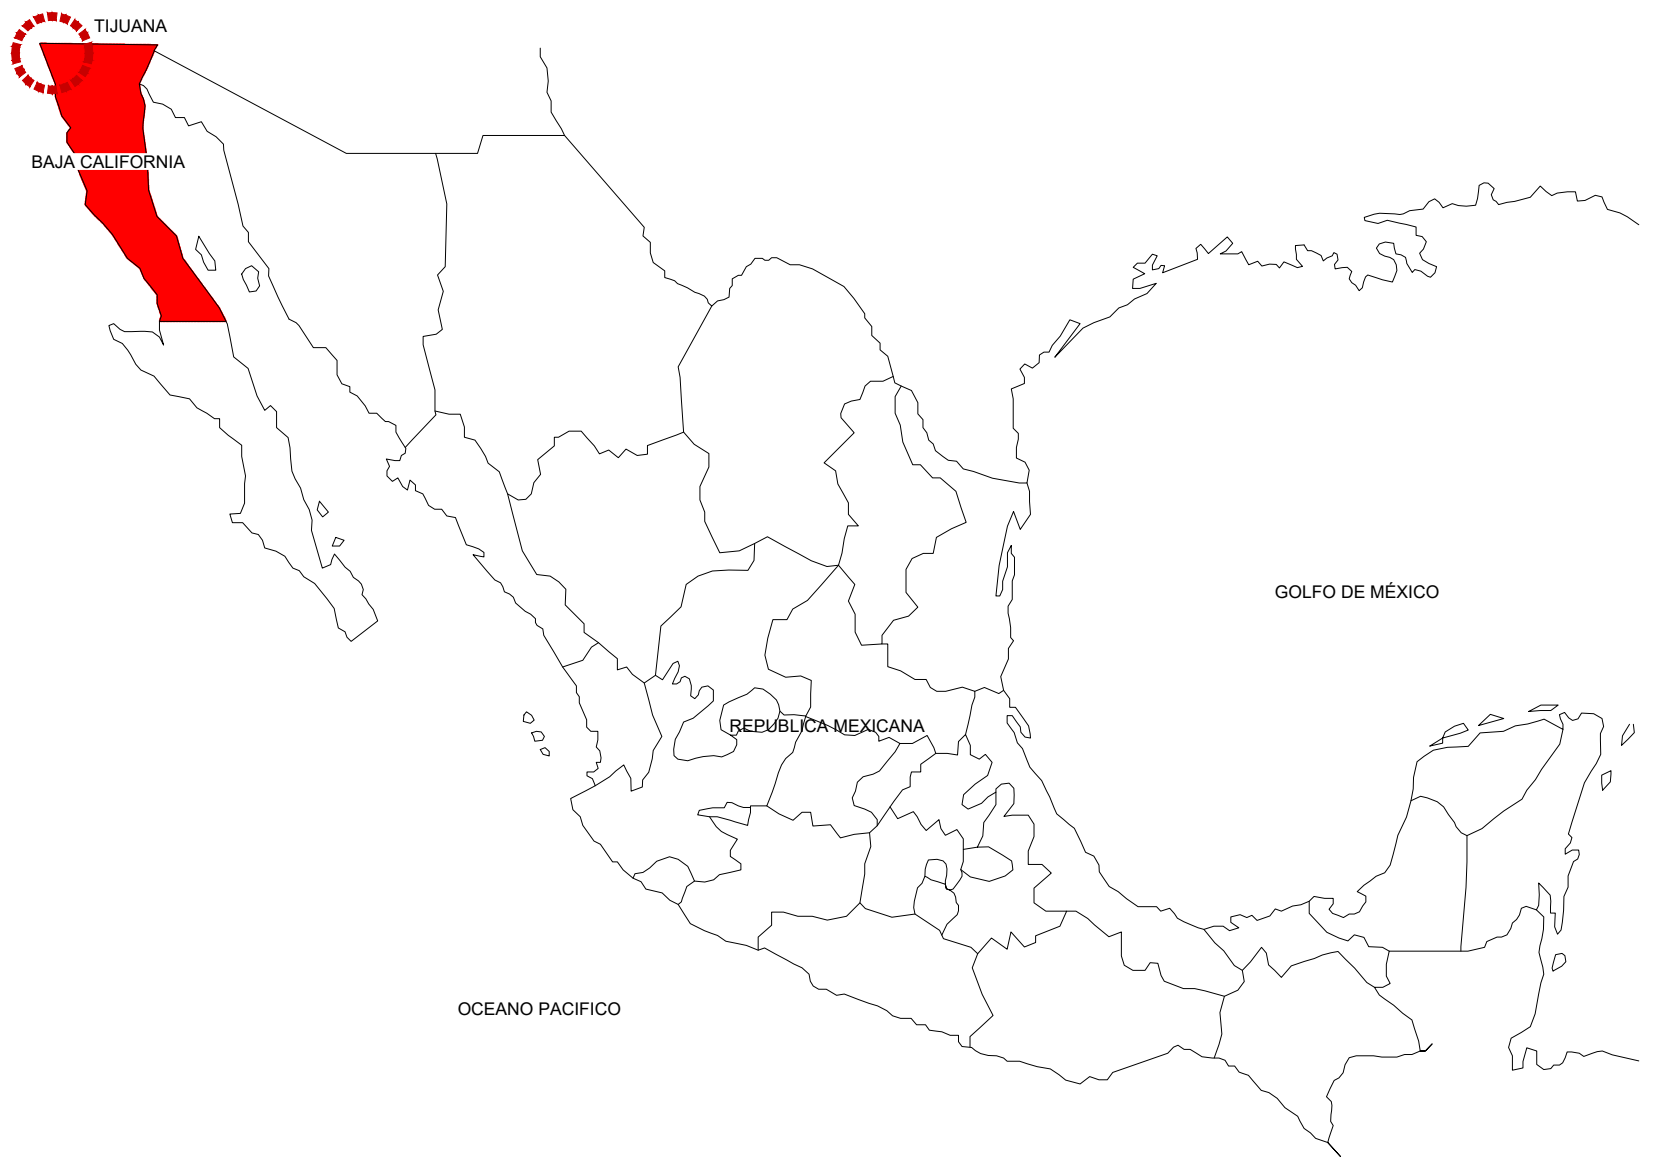 TIJUANA
BAJA CALIFORNIA
GOLFO DE MÉXICO
REPUBLICA MEXICANA
OCEANO PACIFICO